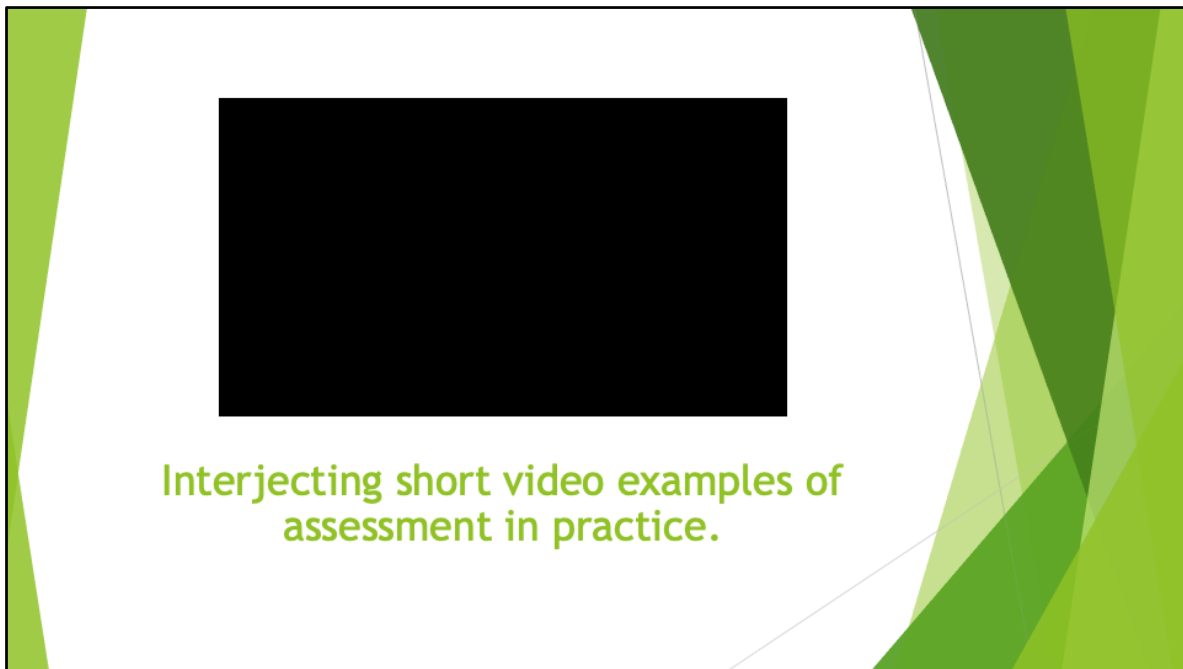 Interjecting short video examples of
assessment in practice.